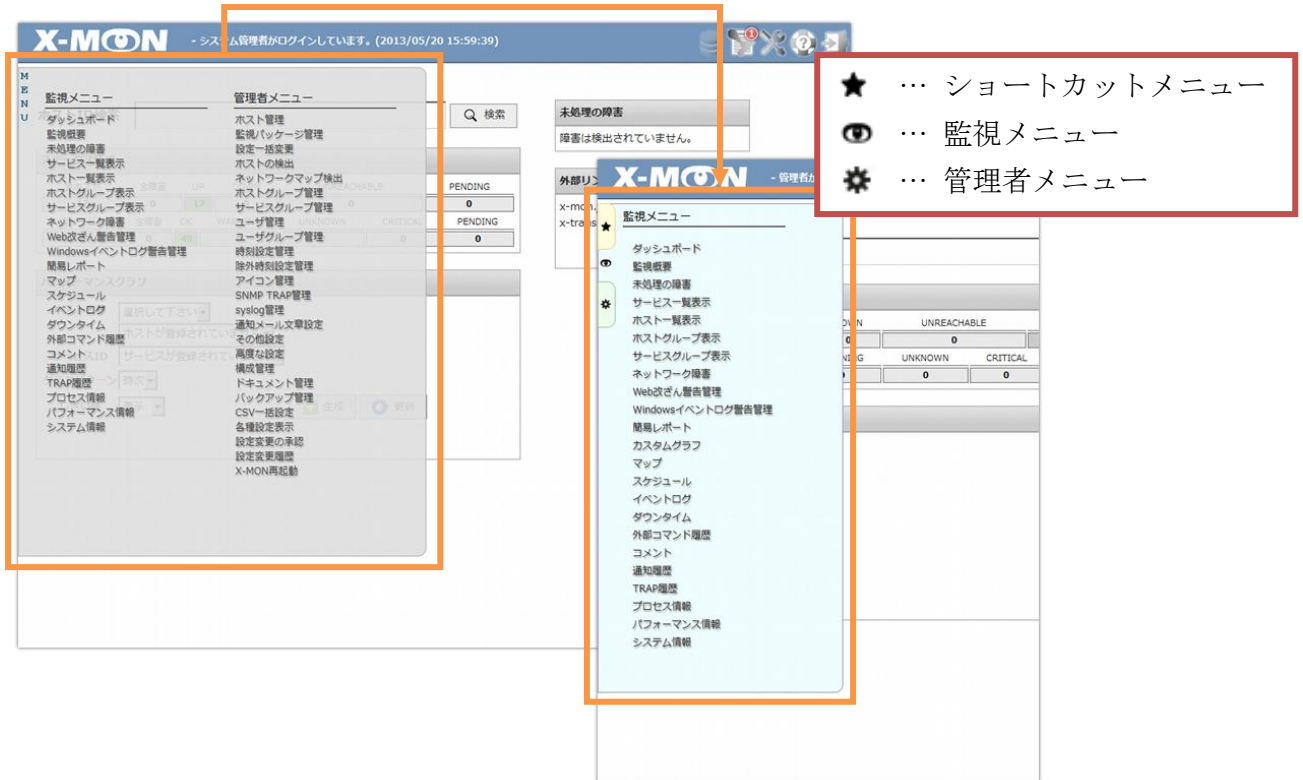 X-MON - システム管理者がログインしています。(2013/05/20 15:59:39)
MENU
監視メニュー
ダッシュボード
監視概要
未処理の障害
サービス一覧表示
ホスト一覧表示
ホストグループ表示
サービスグループ表示
ネットワーク障害
Web改ざん警告管理
Windowsイベントログ警告管理
簡易レポート
マップ
スケジュール
イベントログ
ダウンタイム
外部コマンド履歴
コメント
通知履歴
TRAP履歴
プロセス情報
パフォーマンス情報
システム情報
管理者メニュー
ホスト管理
監視パッケージ管理
設定一括変更
ホストの検出
ネットワークマップ検出
ホストグループ管理
サービスグループ管理
ユーザ管理
ユーザグループ管理
時刻設定管理
除外時刻設定管理
アイコン管理
SNMP TRAP管理
syslog管理
通知メール文章設定
その他設定
高度な設定
構成管理
ドキュメント管理
バックアップ管理
CSV一括設定
各種設定表示
設定変更の承認
設定変更履歴
X-MON再起動
検索
PENDING
0
PENDING
0
生成 更新
未処理の障害
障害は検出されていません。
外部リン
x-mon.
x-trans
X-MON - 管理者が
監視メニュー
ダッシュボード
監視概要
未処理の障害
サービス一覧表示
ホスト一覧表示
ホストグループ表示
サービスグループ表示
ネットワーク障害
Web改ざん警告管理
Windowsイベントログ警告管理
簡易レポート
カスタムグラフ
マップ
スケジュール
イベントログ
ダウンタイム
外部コマンド履歴
コメント
通知履歴
TRAP履歴
プロセス情報
パフォーマンス情報
システム情報
UNREACHABLE
0 0
UNKNOWN CRITICAL
0 0
★ … ショートカットメニュー
… 監視メニュー
… 管理者メニュー